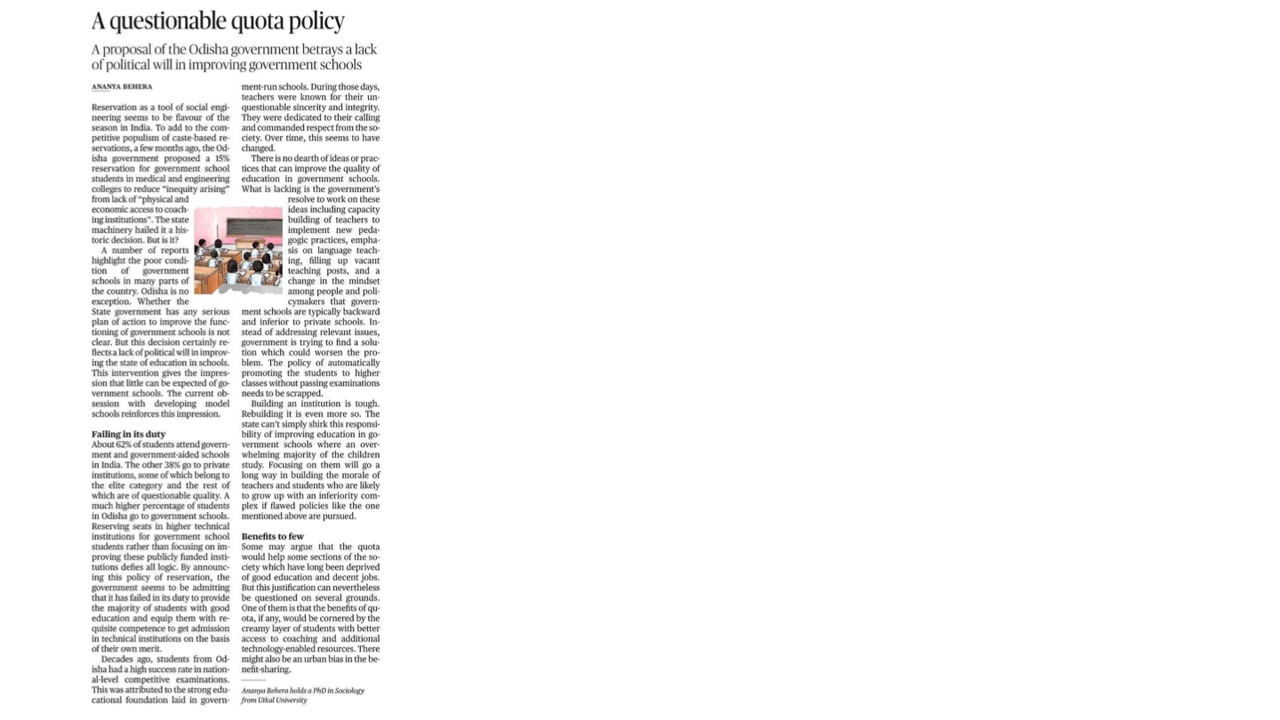 A questionable quota policy
A proposal of the Odisha government betrays a lack
of political will in improving government schools
ANANYA BEHERA
Reservation as a tool of social engi-
neering seems to be flavour of the
season in India. To add to the com-
petitive populism of caste-based re-
servations, a few months ago, the Od-
isha government proposed a 15%
reservation for government school
students in medical and engineering
colleges to reduce "inequity arising"
from lack of "physical and
economic access to coach-
ing institutions". The state
machinery hailed it a his-
toric decision. But is it?
A number of reports
highlight the poor condi-
tion of government
schools in many parts of
the country. Odisha is no
exception. Whether the
State government has any serious
plan of action to improve the func-
tioning of government schools is not
clear. But this decision certainly re-
flects a lack of political will in improv-
ing the state of education in schools.
This intervention gives the impres-
sion that little can be expected of go-
vernment schools. The current ob-
session with developing model
schools reinforces this impression.
Failing in its duty
About 62% of students attend govern-
ment and government-aided schools
in India. The other 38% go to private
institutions, some of which belong to
the elite category and the rest of
which are of questionable quality. A
much higher percentage of students
in Odisha go to government schools.
Reserving seats in higher technical
institutions for government school
students rather than focusing on im-
proving these publicly funded insti-
tutions defies all logic. By announc-
ing this policy of reservation, the
government seems to be admitting
that it has failed in its duty to provide
the majority of students with good
education and equip them with re-
quisite competence to get admission
in technical institutions on the basis
of their own merit.
Decades ago, students from Od-
isha had a high success rate in nation-
al-level competitive examinations.
This was attributed to the strong edu-
cational foundation laid in govern-
ment-run schools. During those days,
teachers were known for their un-
questionable sincerity and integrity.
They were dedicated to their calling
and commanded respect from the so-
ciety. Over time, this seems to have
changed.
There is no dearth of ideas or prac-
tices that can improve the quality of
education in government schools.
What is lacking is the government's
resolve to work on these
ideas including capacity
building of teachers to
implement new peda-
gogic practices, empha-
sis on language teach-
ing, filling up vacant
teaching posts, and a
change in the mindset
among people and poli-
cymakers that govern-
ment schools are typically backward
and inferior to private schools. In-
stead of addressing relevant issues,
government is trying to find a solu-
tion which could worsen the pro-
blem. The policy of automatically
promoting the students to higher
classes without passing examinations
needs to be scrapped.
Building an institution is tough.
Rebuilding it is even more so. The
state can't simply shirk this responsi-
bility of improving education in go-
vernment schools where an over-
whelming majority of the children
study. Focusing on them will go a
long way in building the morale of
teachers and students who are likely
to grow up with an inferiority com-
plex if flawed policies like the one
mentioned above are pursued.
Benefits to few
Some may argue that the quota
would help some sections of the so-
ciety which have long been deprived
of good education and decent jobs.
But this justification can nevertheless
be questioned on several grounds.
One of them is that the benefits of qu-
ota, if any, would be cornered by the
creamy layer of students with better
access to coaching and additional
technology-enabled resources. There
might also be an urban bias in the be-
nefit-sharing.
Ananya Behera holds a PhD in Sociology
from Utkal University